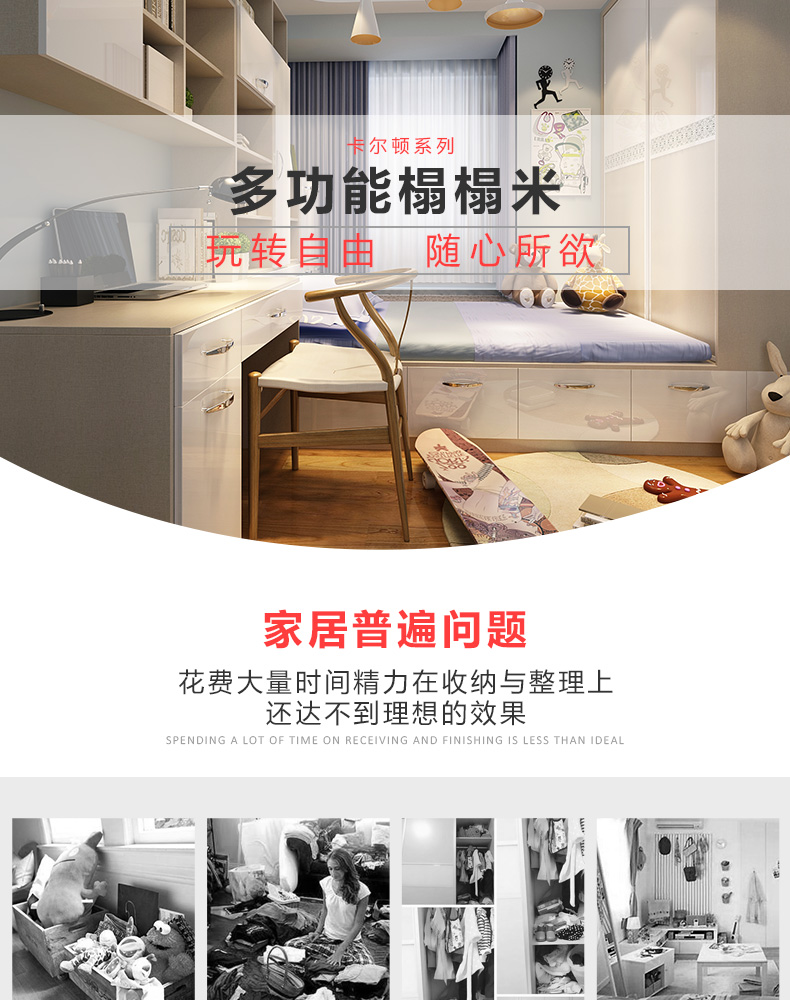 卡尔顿系列
多功能榻榻米
玩转自由 随心所欲
家居普遍问题
花费大量时间精力在收纳与整理上
还达不到理想的效果
SPENDING A LOT OF TIME ON RECEIVING AND FINISHING IS LESS THAN IDEAL